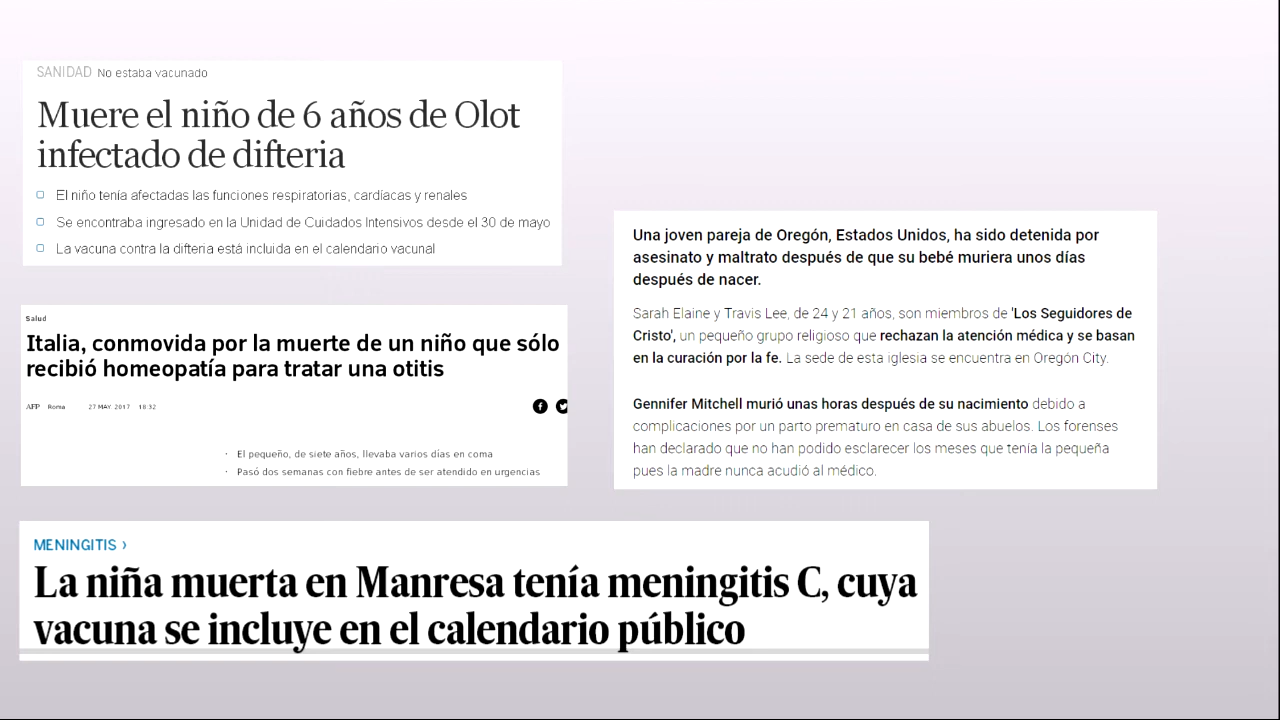 SANIDAD No estaba vacunado
Muere el niño de 6 años de Olot
infectado de difteria
El niño tenía afectadas las funciones respiratorias, cardíacas y renales
Se encontraba ingresado en la Unidad de Cuidados Intensivos desde el 30 de mayo
La vacuna contra la difteria está incluida en el calendario vacunal
Salud
Italia, conmovida por la muerte de un niño que sólo
recibió homeopatía para tratar una otitis
AFP Roma 27 MAY. 2017 18:32
· El pequeño, de siete años, llevaba varios días en coma
· Pasó dos semanas con fiebre antes de ser atendido en urgencias
Una joven pareja de Oregón, Estados Unidos, ha sido detenida por
asesinato y maltrato después de que su bebé muriera unos días
después de nacer.
Sarah Elaine y Travis Lee, de 24 y 21 años, son miembros de 'Los Seguidores de
Cristo', un pequeño grupo religioso que rechazan la atención médica y se basan
en la curación por la fe. La sede de esta iglesia se encuentra en Oregón City.
Gennifer Mitchell murió unas horas después de su nacimiento debido a
complicaciones por un parto prematuro en casa de sus abuelos. Los forenses
han declarado que no han podido esclarecer los meses que tenía la pequeña
pues la madre nunca acudió al médico.
MENINGITIS ›
La niña muerta en Manresa tenía meningitis C, cuya
vacuna se incluye en el calendario público